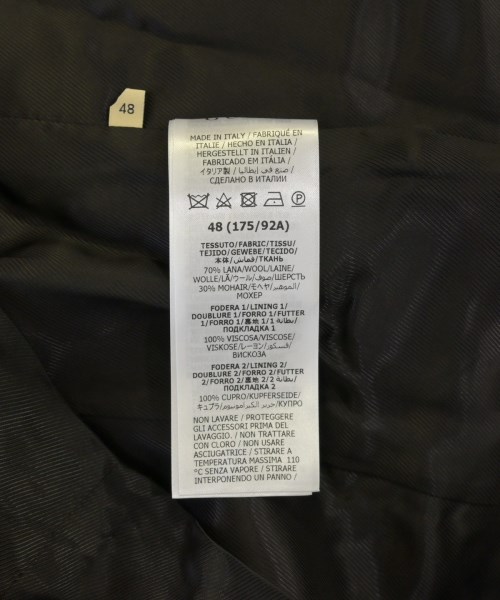 48
MADE IN ITALY / FABRIQUÉ EN
ITALIE / HECHO EN ITALIA /
HERGESTELLT IN ITALIEN /
FABRICADO EM ITÁLIA /
イタリア製 / صنع في إيطاليا /
СДЕЛАНО В ИТАЛИИ
48 (175/92A)
TESSUTO/FABRIC/TISSU/
TEJIDO/GEWEBE/TECIDO/
本体/قماش/ТКАНЬ
70% LANA/WOOL/LAINE/
WOLLE/LÃ/ウール/صوف/ШЕРСТЬ
30% MOHAIR/モヘヤ/الموهير/
МОХЕР
FODERA 1/LINING 1/
DOUBLURE 1/FORRO 1/FUTTER
1/FORRO 1/裏地 1/بطانة 1/
ПОДКЛАДКА 1
100% VISCOSA/VISCOSE/
VISKOSE/レーヨン/فسكوز/
ВИСКОЗА
FODERA 2/LINING 2/
DOUBLURE 2/FORRO 2/FUTTER
2/FORRO 2/裏地 2/بطانة 2/
ПОДКЛАДКА 2
100% CUPRO/KUPFERSEIDE/
キュプラ/حرير الكبرامونيوم/КУПРО
NON LAVARE / PROTEGGERE
GLI ACCESSORI PRIMA DEL
LAVAGGIO. / NON TRATTARE
CON CLORO / NON USARE
ASCIUGATRICE / STIRARE A
TEMPERATURA MASSIMA 110
°C SENZA VAPORE / STIRARE
INTERPONENDO UN PANNO /